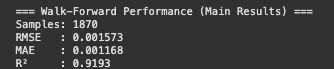 === Walk-Forward Performance (Main Results) ===
Samples: 1870
RMSE   : 0.001573
MAE    : 0.001168
R²     : 0.9193